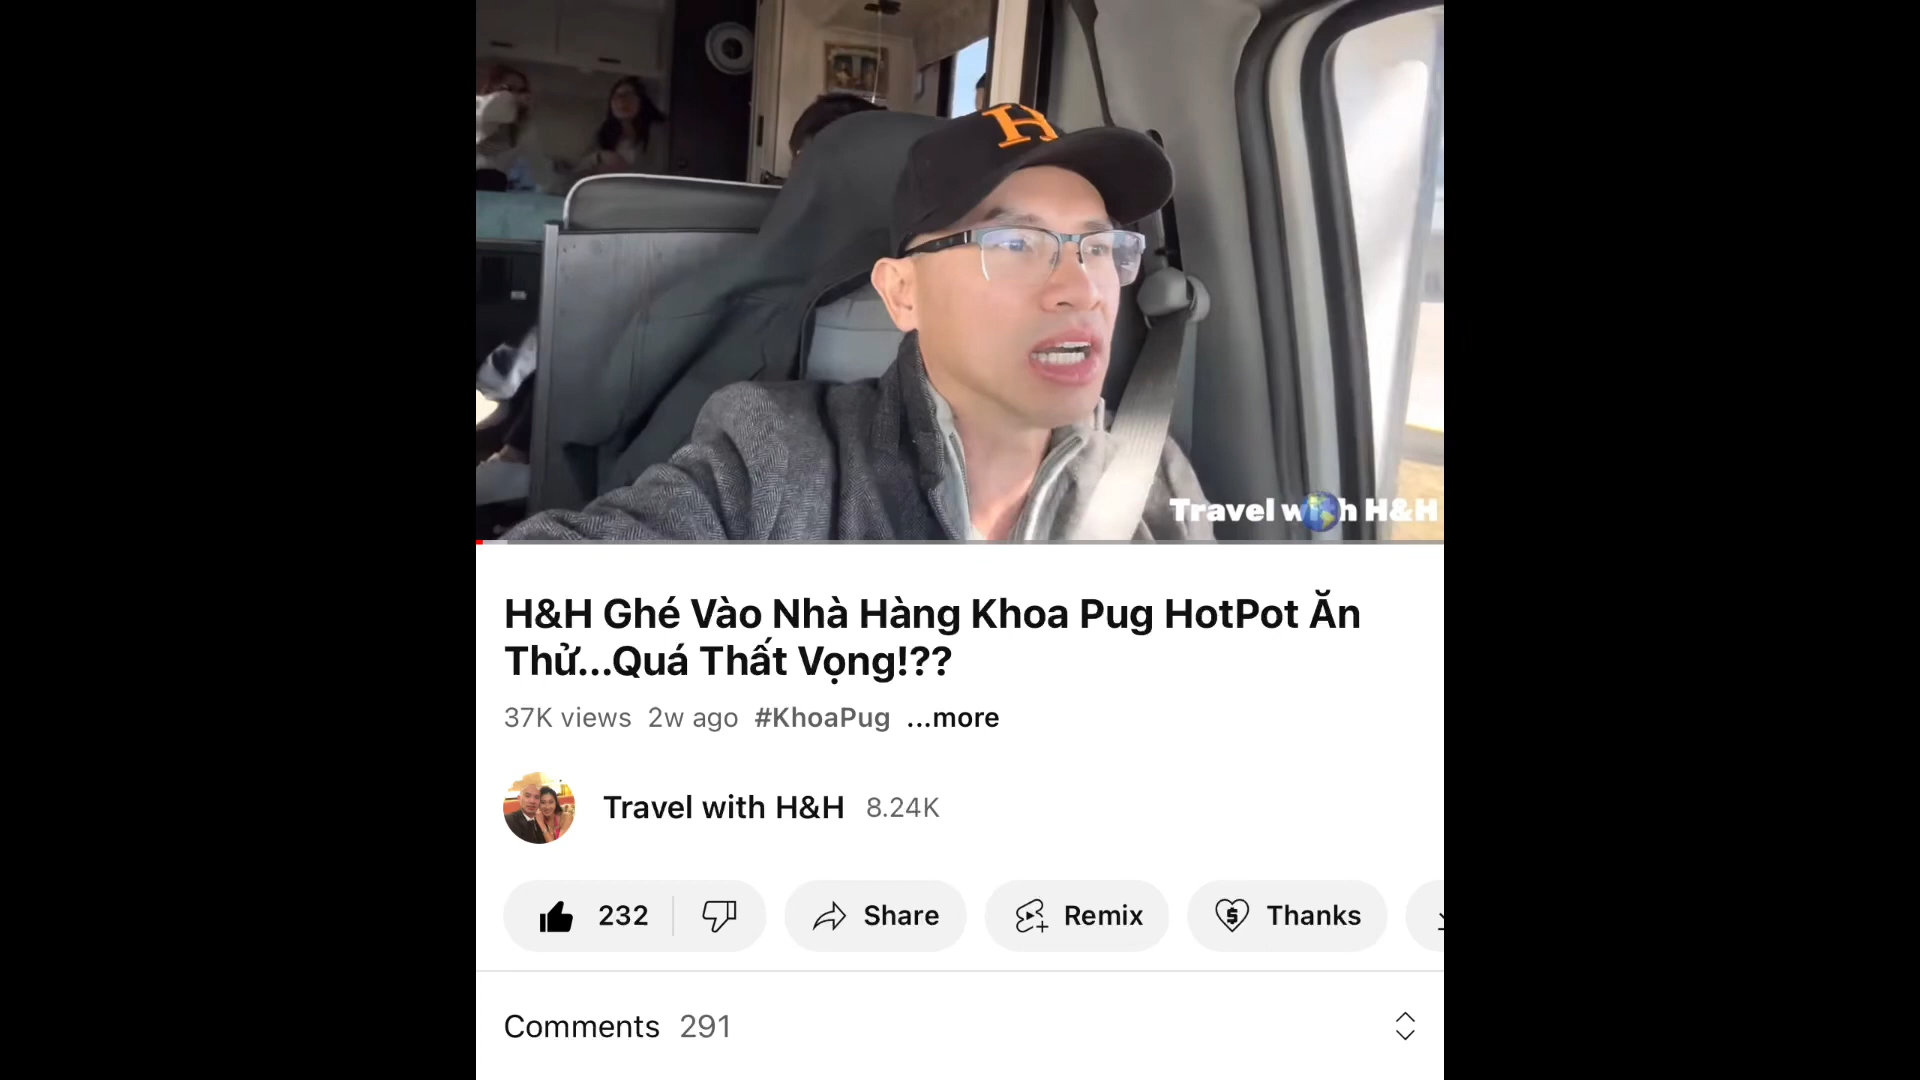 H
Travel with H&H
H&H Ghé Vào Nhà Hàng Khoa Pug HotPot Ăn
Thử...Quá Thất Vọng!??
37K views 2w ago #KhoaPug ...more
Travel with H&H 8.24K
232 Share Remix Thanks
Comments 291